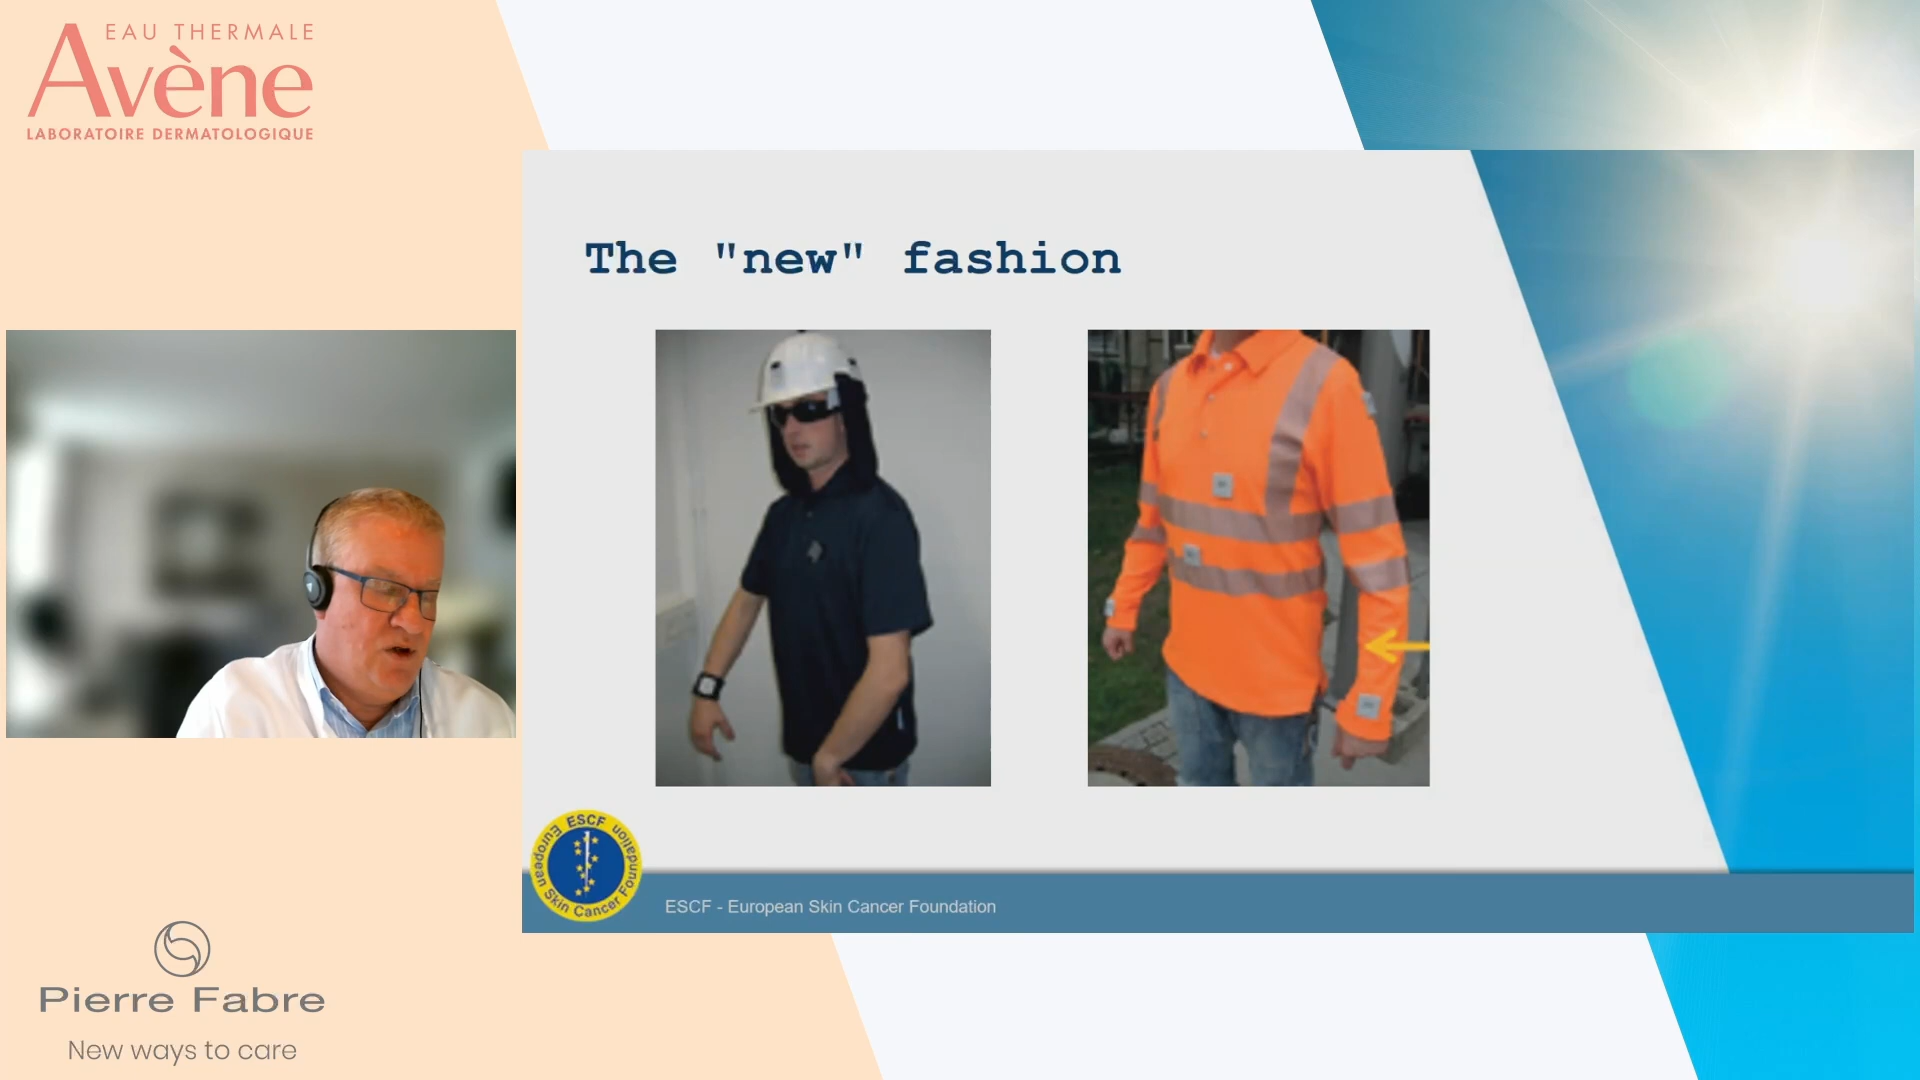 EAU THERMALE
Avène
LABORATOIRE DERMATOLOGIQUE
The "new" fashion
ESCF
European Skin Cancer Foundation
ESCF - European Skin Cancer Foundation
Pierre Fabre
New ways to care